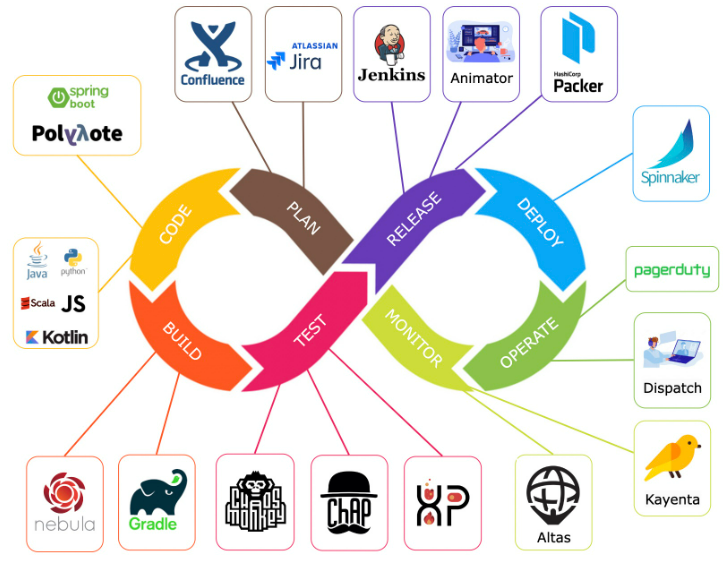 Confluence
ATLASSIAN
Jira
Jenkins
Animator
HashiCorp
Packer
spring
boot
Polyλote
Spinnaker
CODE
PLAN
RELEASE
DEPLOY
Java
python
Scala
JS
Kotlin
pagerduty
BUILD
TEST
MONITOR
OPERATE
Dispatch
nebula
Gradle
CHAOS
MONKEY
CHAP
XP
Altas
Kayenta